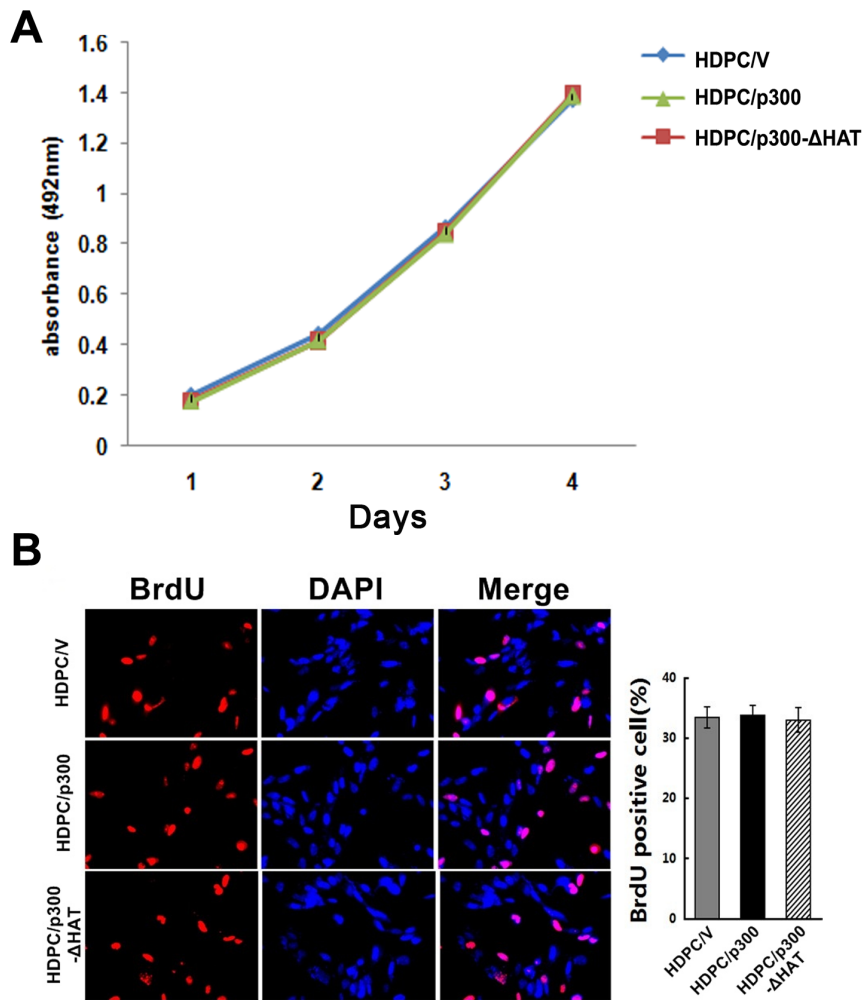 A
1.6
1.4
1.2
1
0.8
0.6
0.4
0.2
0
absorbance (492nm)
1 2 3 4
Days
HDPC/V
HDPC/p300
HDPC/p300-ΔHAT
B
BrdU DAPI Merge
HDPC/V
HDPC/p300
HDPC/p300
-ΔHAT
BrdU positive cell(%)
40
30
20
10
0
HDPC/V
HDPC/p300
HDPC/p300
-ΔHAT